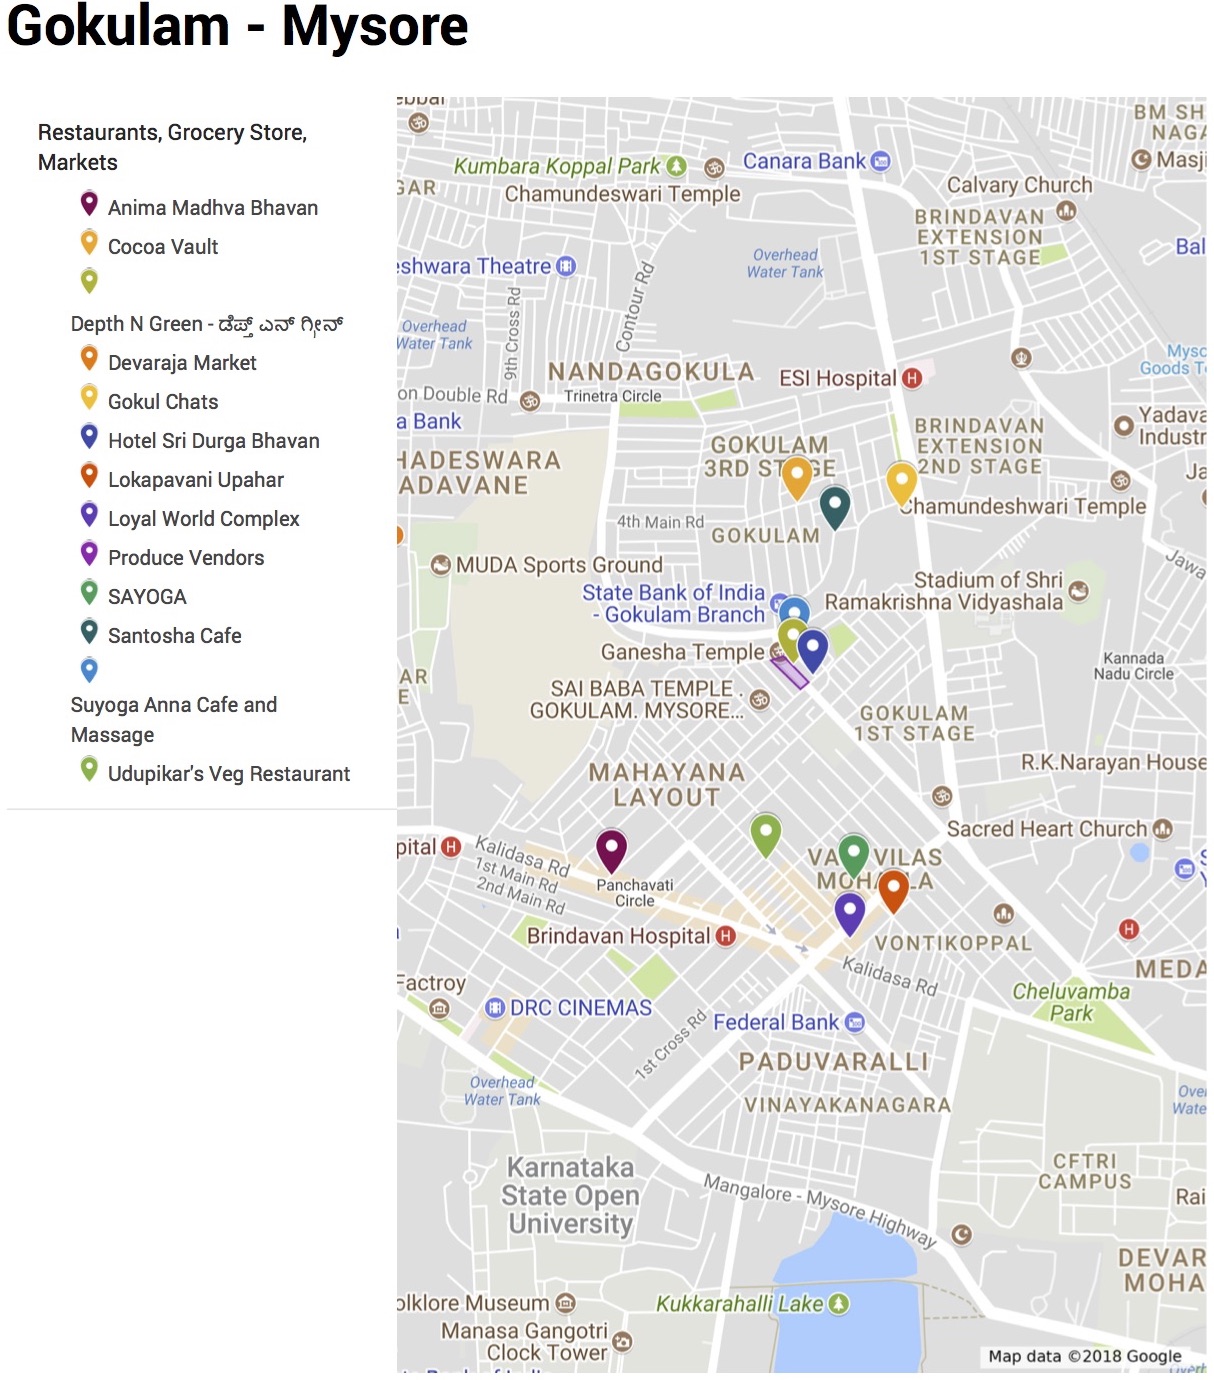 Gokulam - Mysore
Restaurants, Grocery Store,
Markets
Anima Madhva Bhavan
Cocoa Vault
Depth N Green - ಡೆಪ್ತ್ ಎನ್ ಗ್ರೀನ್
Devaraja Market
Gokul Chats
Hotel Sri Durga Bhavan
Lokapavani Upahar
Loyal World Complex
Produce Vendors
SAYOGA
Santosha Cafe
Suyoga Anna Cafe and
Massage
Udupikar's Veg Restaurant
BM SH
NAGA
Masji
Kumbara Koppal Park
Canara Bank
GAR
Chamundeswari Temple
Calvary Church
BRINDAVAN
EXTENSION
1ST STAGE
Bal
eshwara Theatre
Overhead
Water Tank
Contour Rd
9th Cross Rd
Overhead
Water Tank
Myso
Goods T
NANDAGOKULA
ESI Hospital
on Double Rd
Trinetra Circle
a Bank
Yadava
Industr
BRINDAVAN
EXTENSION
2ND STAGE
GOKULAM
3RD STAGE
HADESWARA
ADAVANE
Ja
Chamundeshwari Temple
4th Main Rd
GOKULAM
Jawa
MUDA Sports Ground
Stadium of Shri
Ramakrishna Vidyashala
State Bank of India
- Gokulam Branch
Ganesha Temple
Kannada
Nadu Circle
AR
E
SAI BABA TEMPLE .
GOKULAM. MYSORE...
GOKULAM
1ST STAGE
R.K.Narayan House
MAHAYANA
LAYOUT
Sacred Heart Church
pital
Kalidasa Rd
1st Main Rd
2nd Main Rd
VA VILAS
MOHA LA
Panchavati
Circle
Brindavan Hospital
VONTIKOPPAL
MEDA
Kalidasa Rd
Factroy
Cheluvamba
Park
DRC CINEMAS
Federal Bank
1st Cross Rd
PADUVARALLI
Overhead
Water Tank
Over
Wate
VINAYAKANAGARA
CFTRI
CAMPUS
Karnataka
State Open
University
Mangalore - Mysore Highway
Rai
DEVAR
MOHA
olklore Museum
Kukkarahalli Lake
Manasa Gangotri
Clock Tower
Map data ©2018 Google